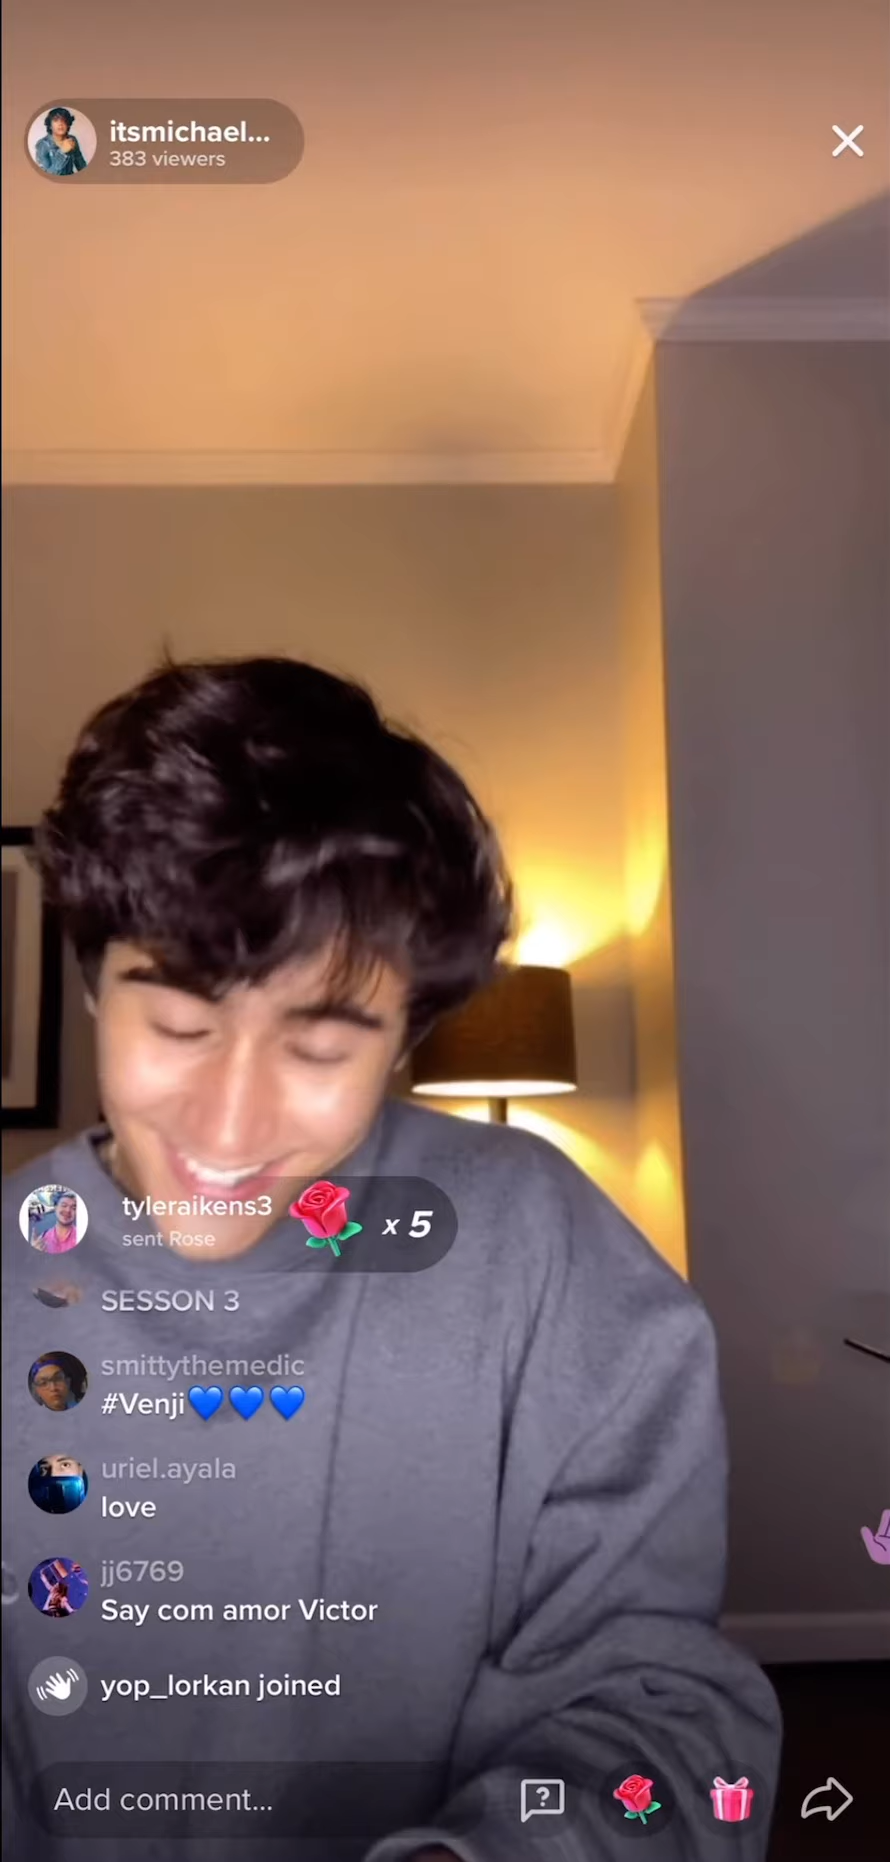 itsmichael...
383 viewers
tyleraikens3
sent Rose
x 5
SESSON 3
smittythemedic
#Venji💙💙💙
uriel.ayala
love
jj6769
Say com amor Victor
yop_lorkan joined
Add comment...
?